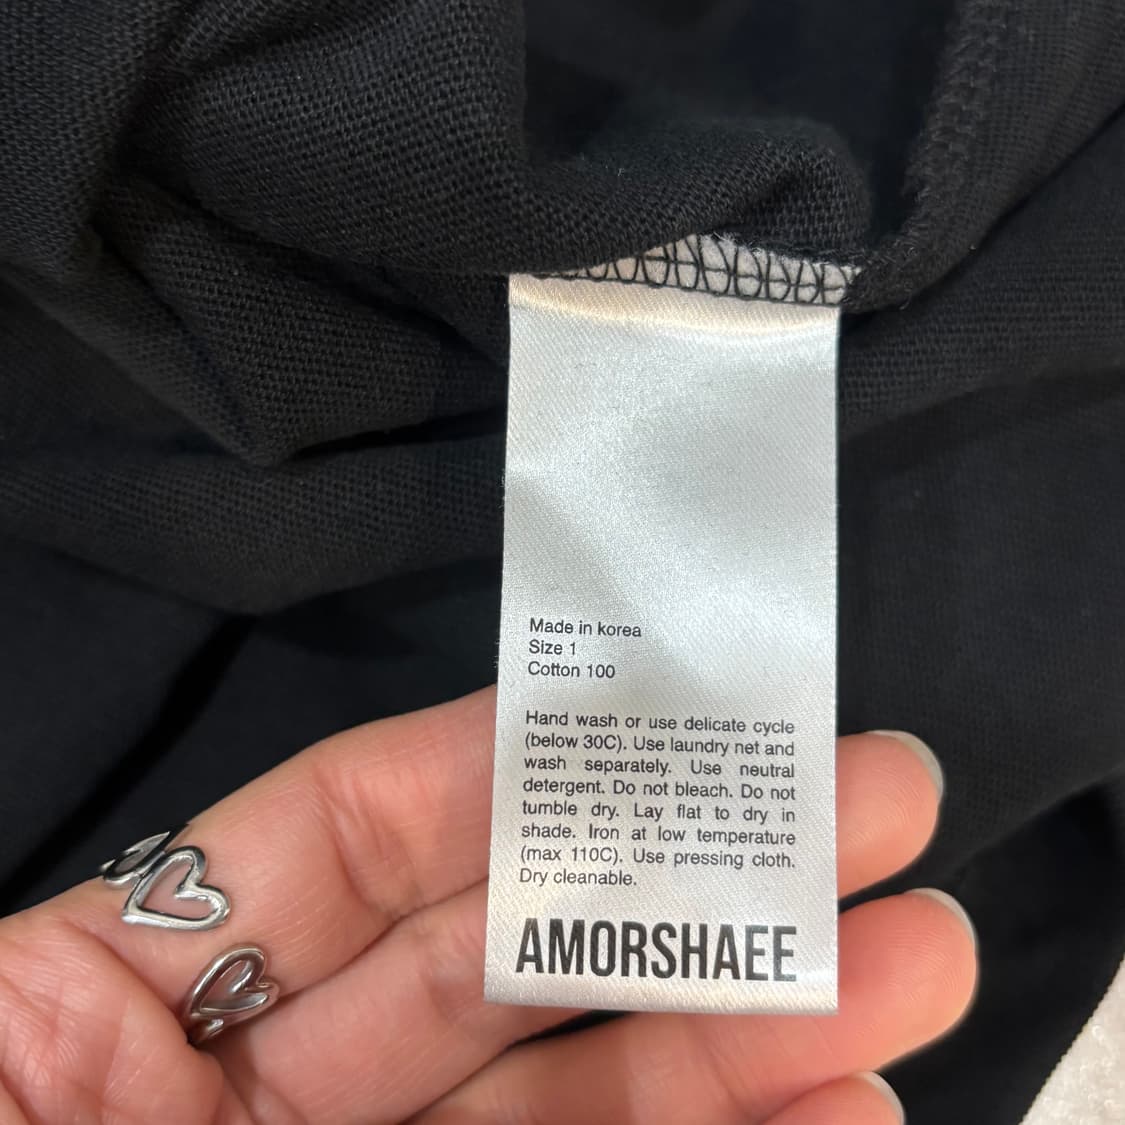 Made in korea
Size 1
Cotton 100
Hand wash or use delicate cycle
(below 30C). Use laundry net and
wash separately. Use neutral
detergent. Do not bleach. Do not
tumble dry. Lay flat to dry in
shade. Iron at low temperature
(max 110C). Use pressing cloth.
Dry cleanable.
AMORSHAEE